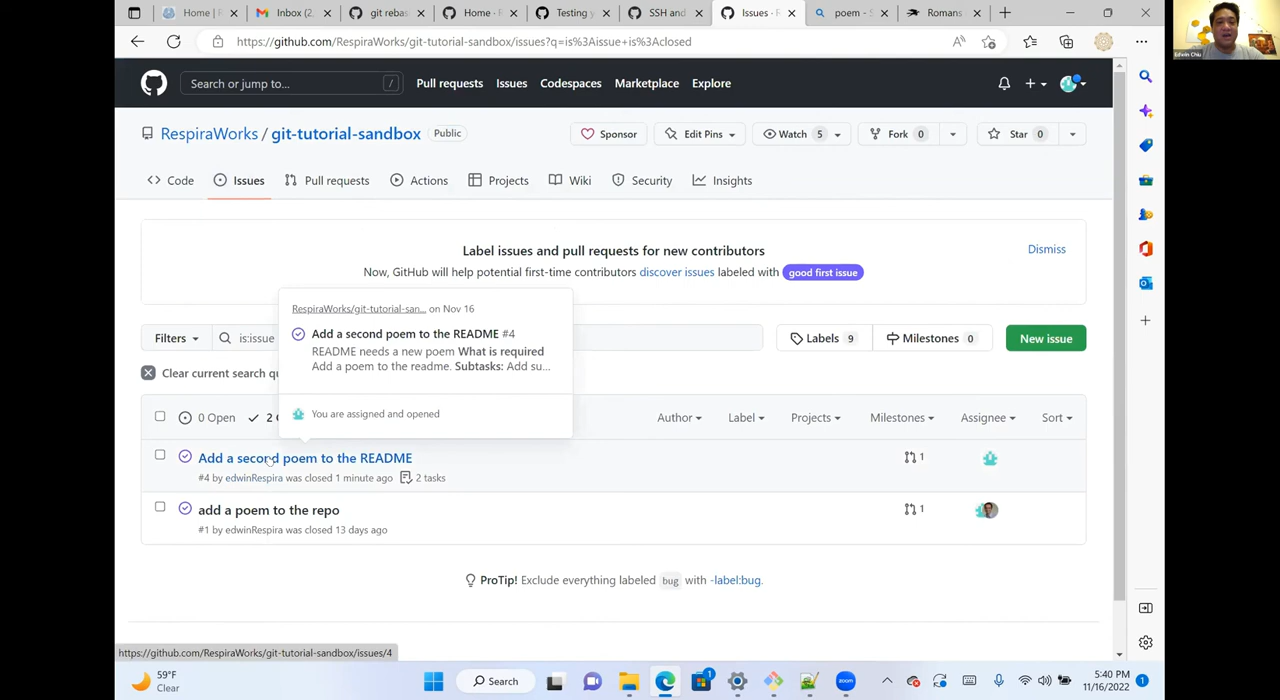 Home |
Inbox (2,
git rebas
Home ·
Testing y
SSH and
Issues · R
poem - S
Romans
https://github.com/RespiraWorks/git-tutorial-sandbox/issues?q=is%3Aissue+is%3Aclosed
Edwin Chiu
Search or jump to...
/
Pull requests
Issues
Codespaces
Marketplace
Explore
RespiraWorks / git-tutorial-sandbox
Public
Sponsor
Edit Pins
Watch 5
Fork 0
Star 0
Code
Issues
Pull requests
Actions
Projects
Wiki
Security
Insights
Label issues and pull requests for new contributors
Dismiss
Now, GitHub will help potential first-time contributors discover issues labeled with good first issue
RespiraWorks/git-tutorial-san... on Nov 16
Add a second poem to the README #4
README needs a new poem What is required
Add a poem to the readme. Subtasks: Add su...
You are assigned and opened
Filters
is:issue
Labels 9
Milestones 0
New issue
Clear current search qu
0 Open
2
Author
Label
Projects
Milestones
Assignee
Sort
Add a second poem to the README
1
#4 by edwinRespira was closed 1 minute ago
2 tasks
add a poem to the repo
1
#1 by edwinRespira was closed 13 days ago
ProTip! Exclude everything labeled bug with -label:bug.
https://github.com/RespiraWorks/git-tutorial-sandbox/issues/4
59°F
Clear
Search
1
zoom
5:40 PM
11/16/2022
1